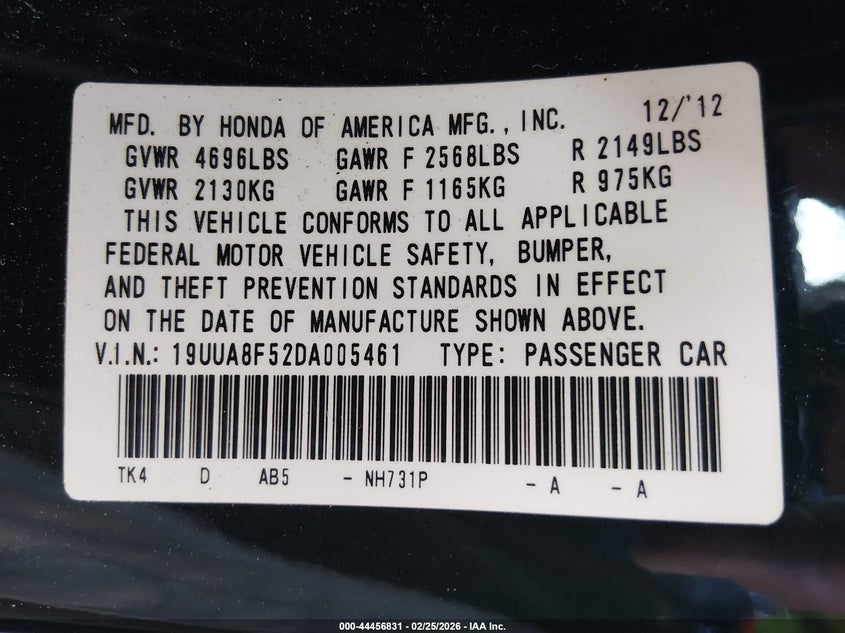 MFD. BY HONDA OF AMERICA MFG., INC. 12/'12
GVWR 4696LBS GAWR F 2568LBS R 2149LBS
GVWR 2130KG GAWR F 1165KG R 975KG
THIS VEHICLE CONFORMS TO ALL APPLICABLE
FEDERAL MOTOR VEHICLE SAFETY, BUMPER,
AND THEFT PREVENTION STANDARDS IN EFFECT
ON THE DATE OF MANUFACTURE SHOWN ABOVE.
V.I.N.: 19UUA8F52DA005461 TYPE: PASSENGER CAR
TK4 D AB5 - NH731P - A - A
000-44456831 - 02/25/2026 - IAA Inc.